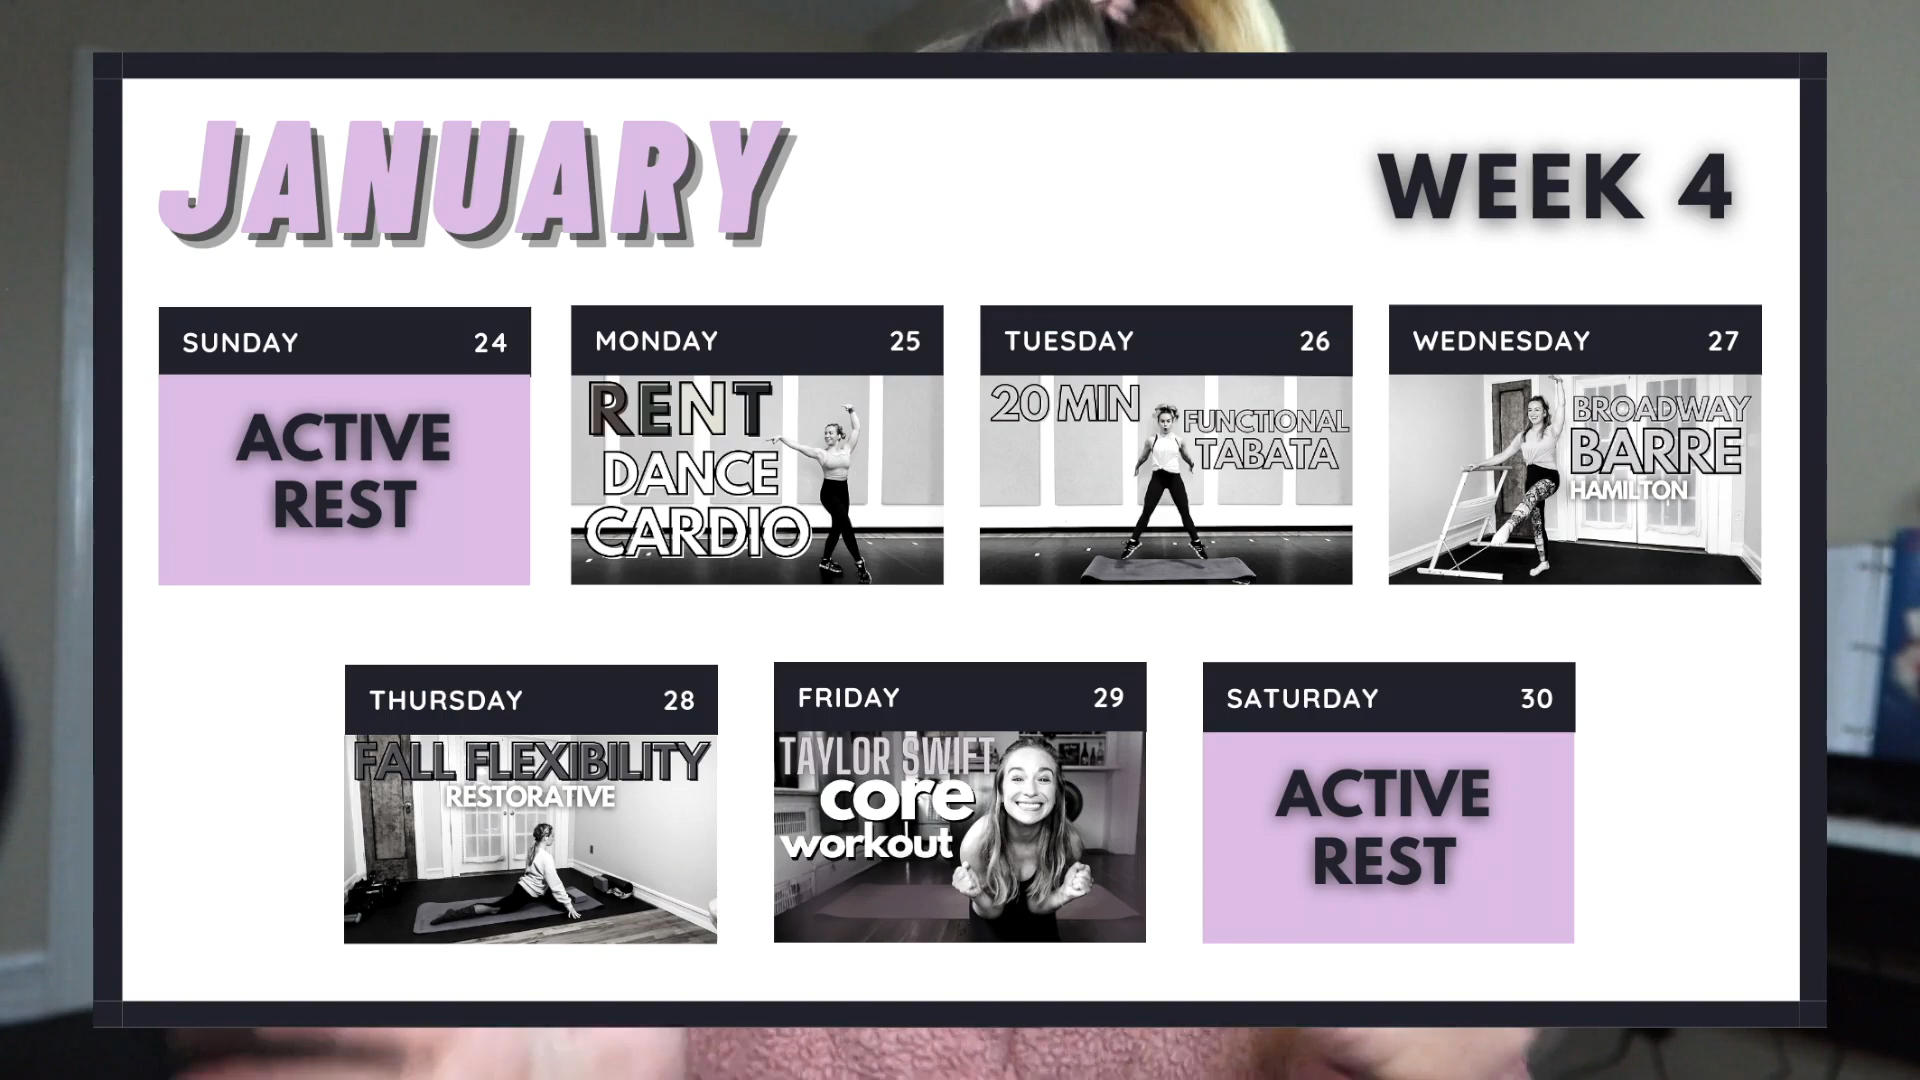 JANUARY
WEEK 4
SUNDAY 24
ACTIVE
REST
MONDAY 25
RENT
DANCE
CARDIO
TUESDAY 26
20 MIN
FUNCTIONAL
TABATA
WEDNESDAY 27
BROADWAY
BARRE
HAMILTON
THURSDAY 28
FALL FLEXIBILITY
RESTORATIVE
FRIDAY 29
TAYLOR SWIFT
core
workout
SATURDAY 30
ACTIVE
REST